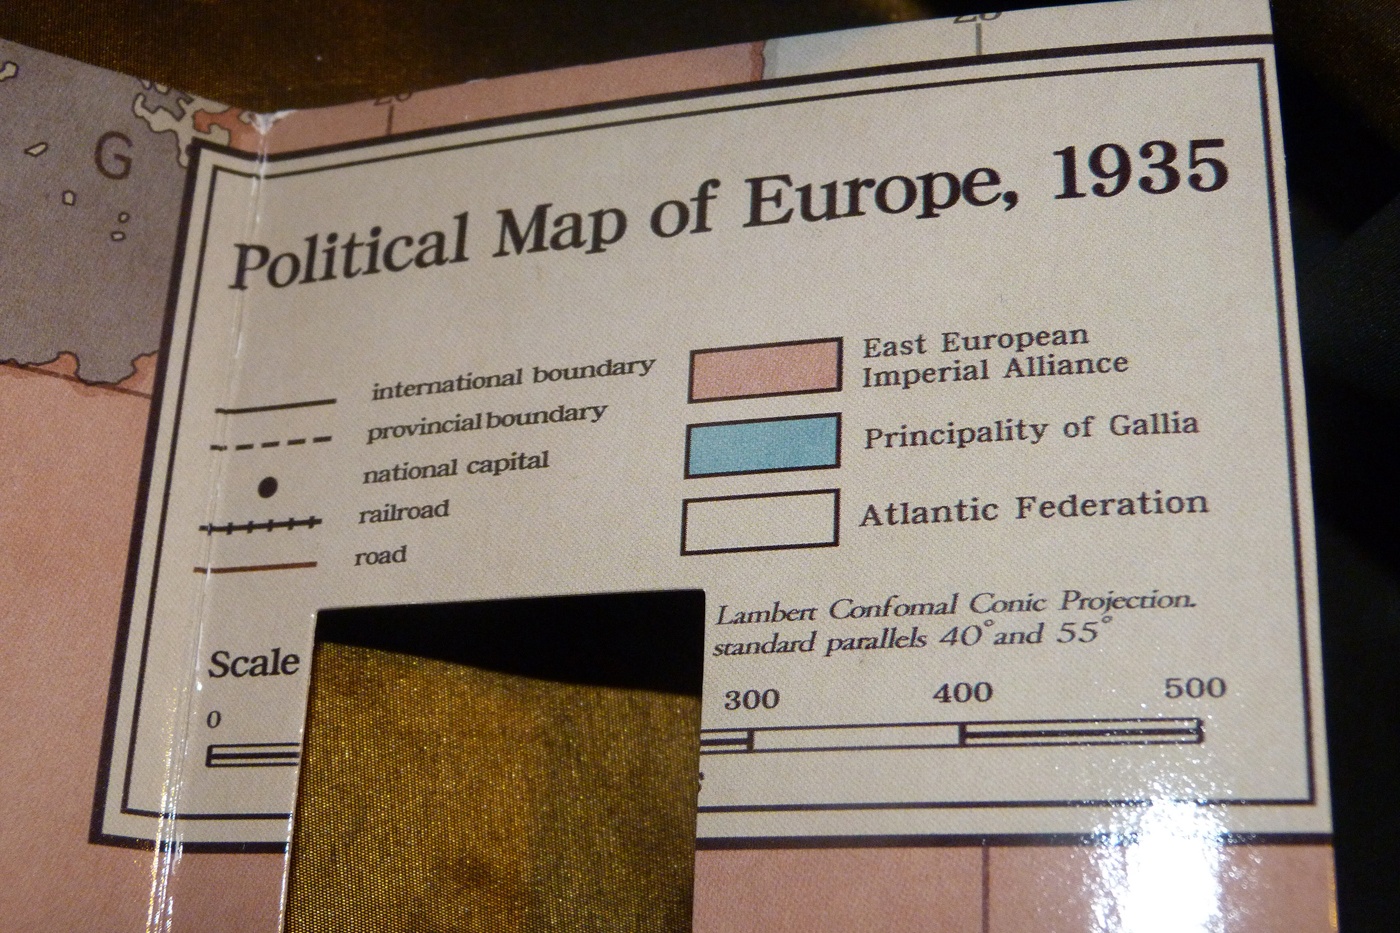 G
Political Map of Europe, 1935
international boundary
provincial boundary
national capital
railroad
road
East European
Imperial Alliance
Principality of Gallia
Atlantic Federation
Lambert Confomal Conic Projection.
standard parallels 40° and 55°
Scale
0
300 400 500